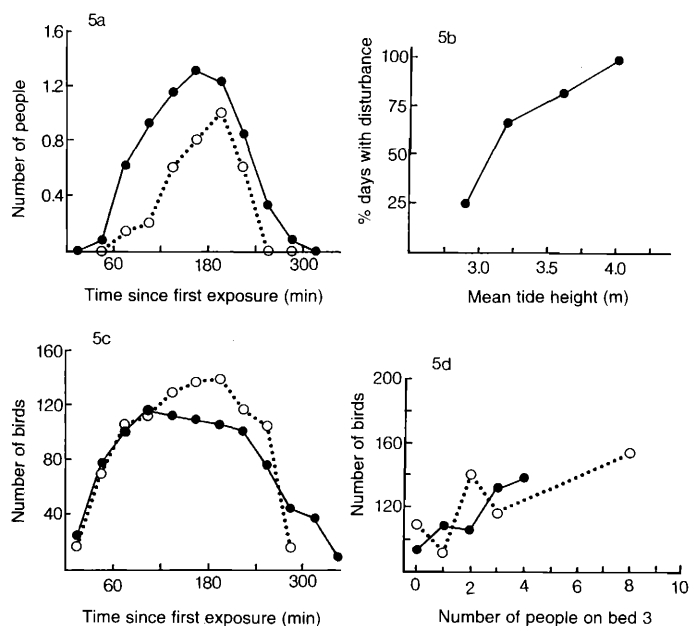 5a
1.6
1.2
0.8
0.4
Number of people
60 180 300
Time since first exposure (min)
5b
100
75
50
25
% days with disturbance
3.0 3.5 4.0
Mean tide height (m)
5c
160
120
80
40
Number of birds
60 180 300
Time since first exposure (min)
5d
200
160
120
Number of birds
0 2 4 6 8 10
Number of people on bed 3